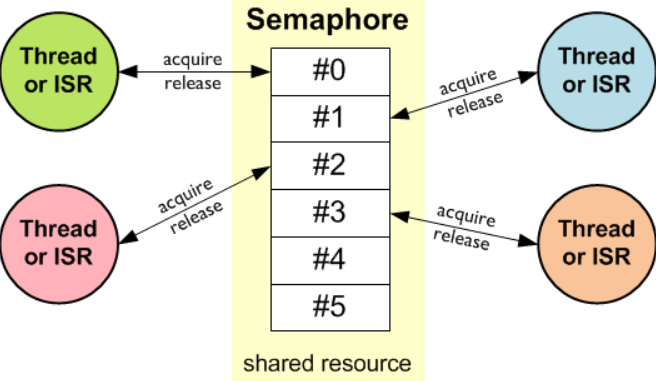 Semaphore
Thread
or ISR
acquire
release
#0
acquire
release
Thread
or ISR
#1
#2
Thread
or ISR
acquire
release
#3
acquire
release
Thread
or ISR
#4
#5
shared resource